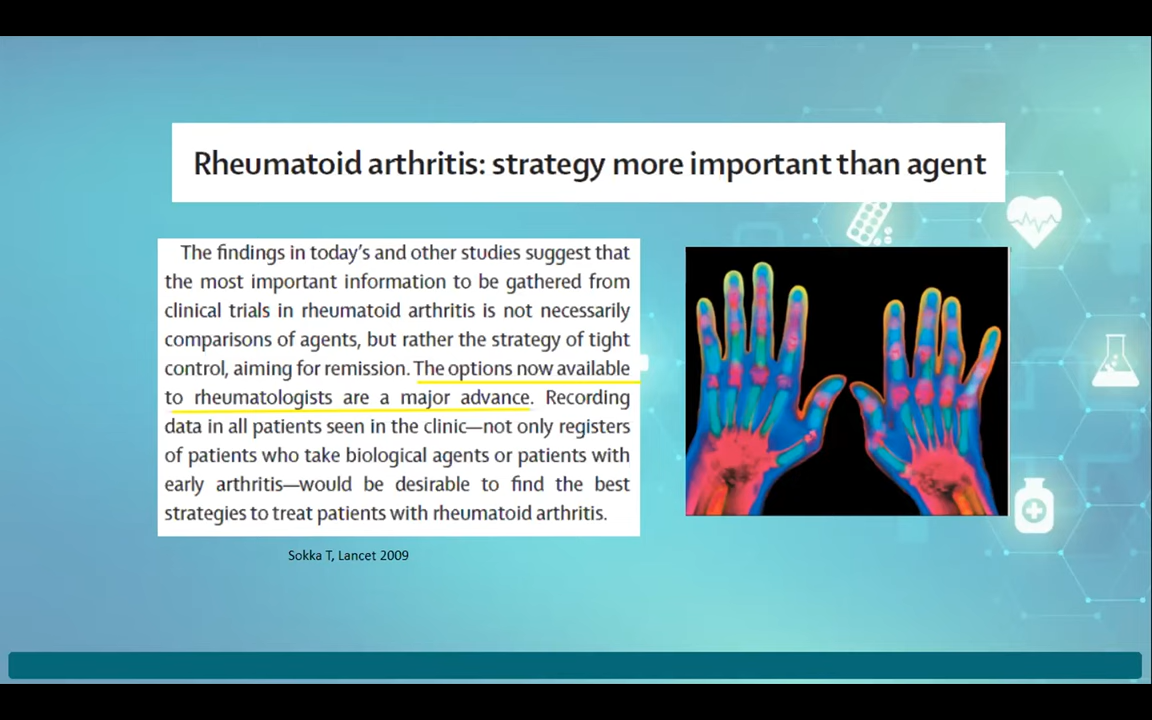 Rheumatoid arthritis: strategy more important than agent
The findings in today's and other studies suggest that
the most important information to be gathered from
clinical trials in rheumatoid arthritis is not necessarily
comparisons of agents, but rather the strategy of tight
control, aiming for remission. The options now available
to rheumatologists are a major advance. Recording
data in all patients seen in the clinic—not only registers
of patients who take biological agents or patients with
early arthritis—would be desirable to find the best
strategies to treat patients with rheumatoid arthritis.
Sokka T, Lancet 2009